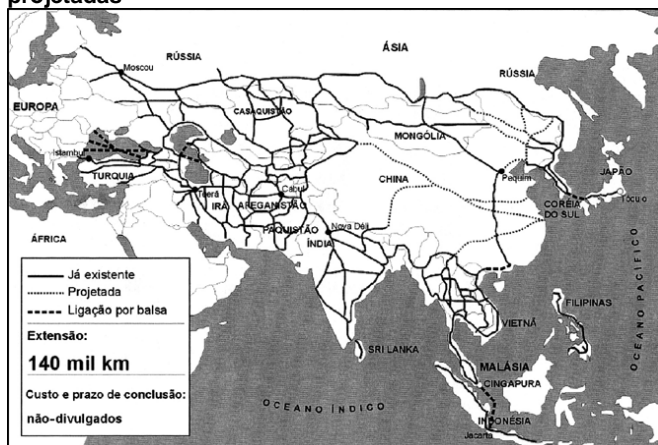 projetadas
RÚSSIA
ÁSIA
Moscou
RÚSSIA
EUROPA
CASAQUISTÃO
MONGÓLIA
Istambul
TURQUIA
CHINA
Pequim
JAPÃO
Teerã
Cabul
CORÉIA
DO SUL
Tóquio
IRÃ
AFEGANISTÃO
PAQUISTÃO
Nova Déli
ÍNDIA
ÁFRICA
OCEANO PACÍFICO
FILIPINAS
VIETNÃ
SRI LANKA
MALÁSIA
CINGAPURA
INDONÉSIA
Jacarta
OCEANO ÍNDICO
Já existente
Projetada
Ligação por balsa
Extensão:
140 mil km
Custo e prazo de conclusão:
não-divulgados